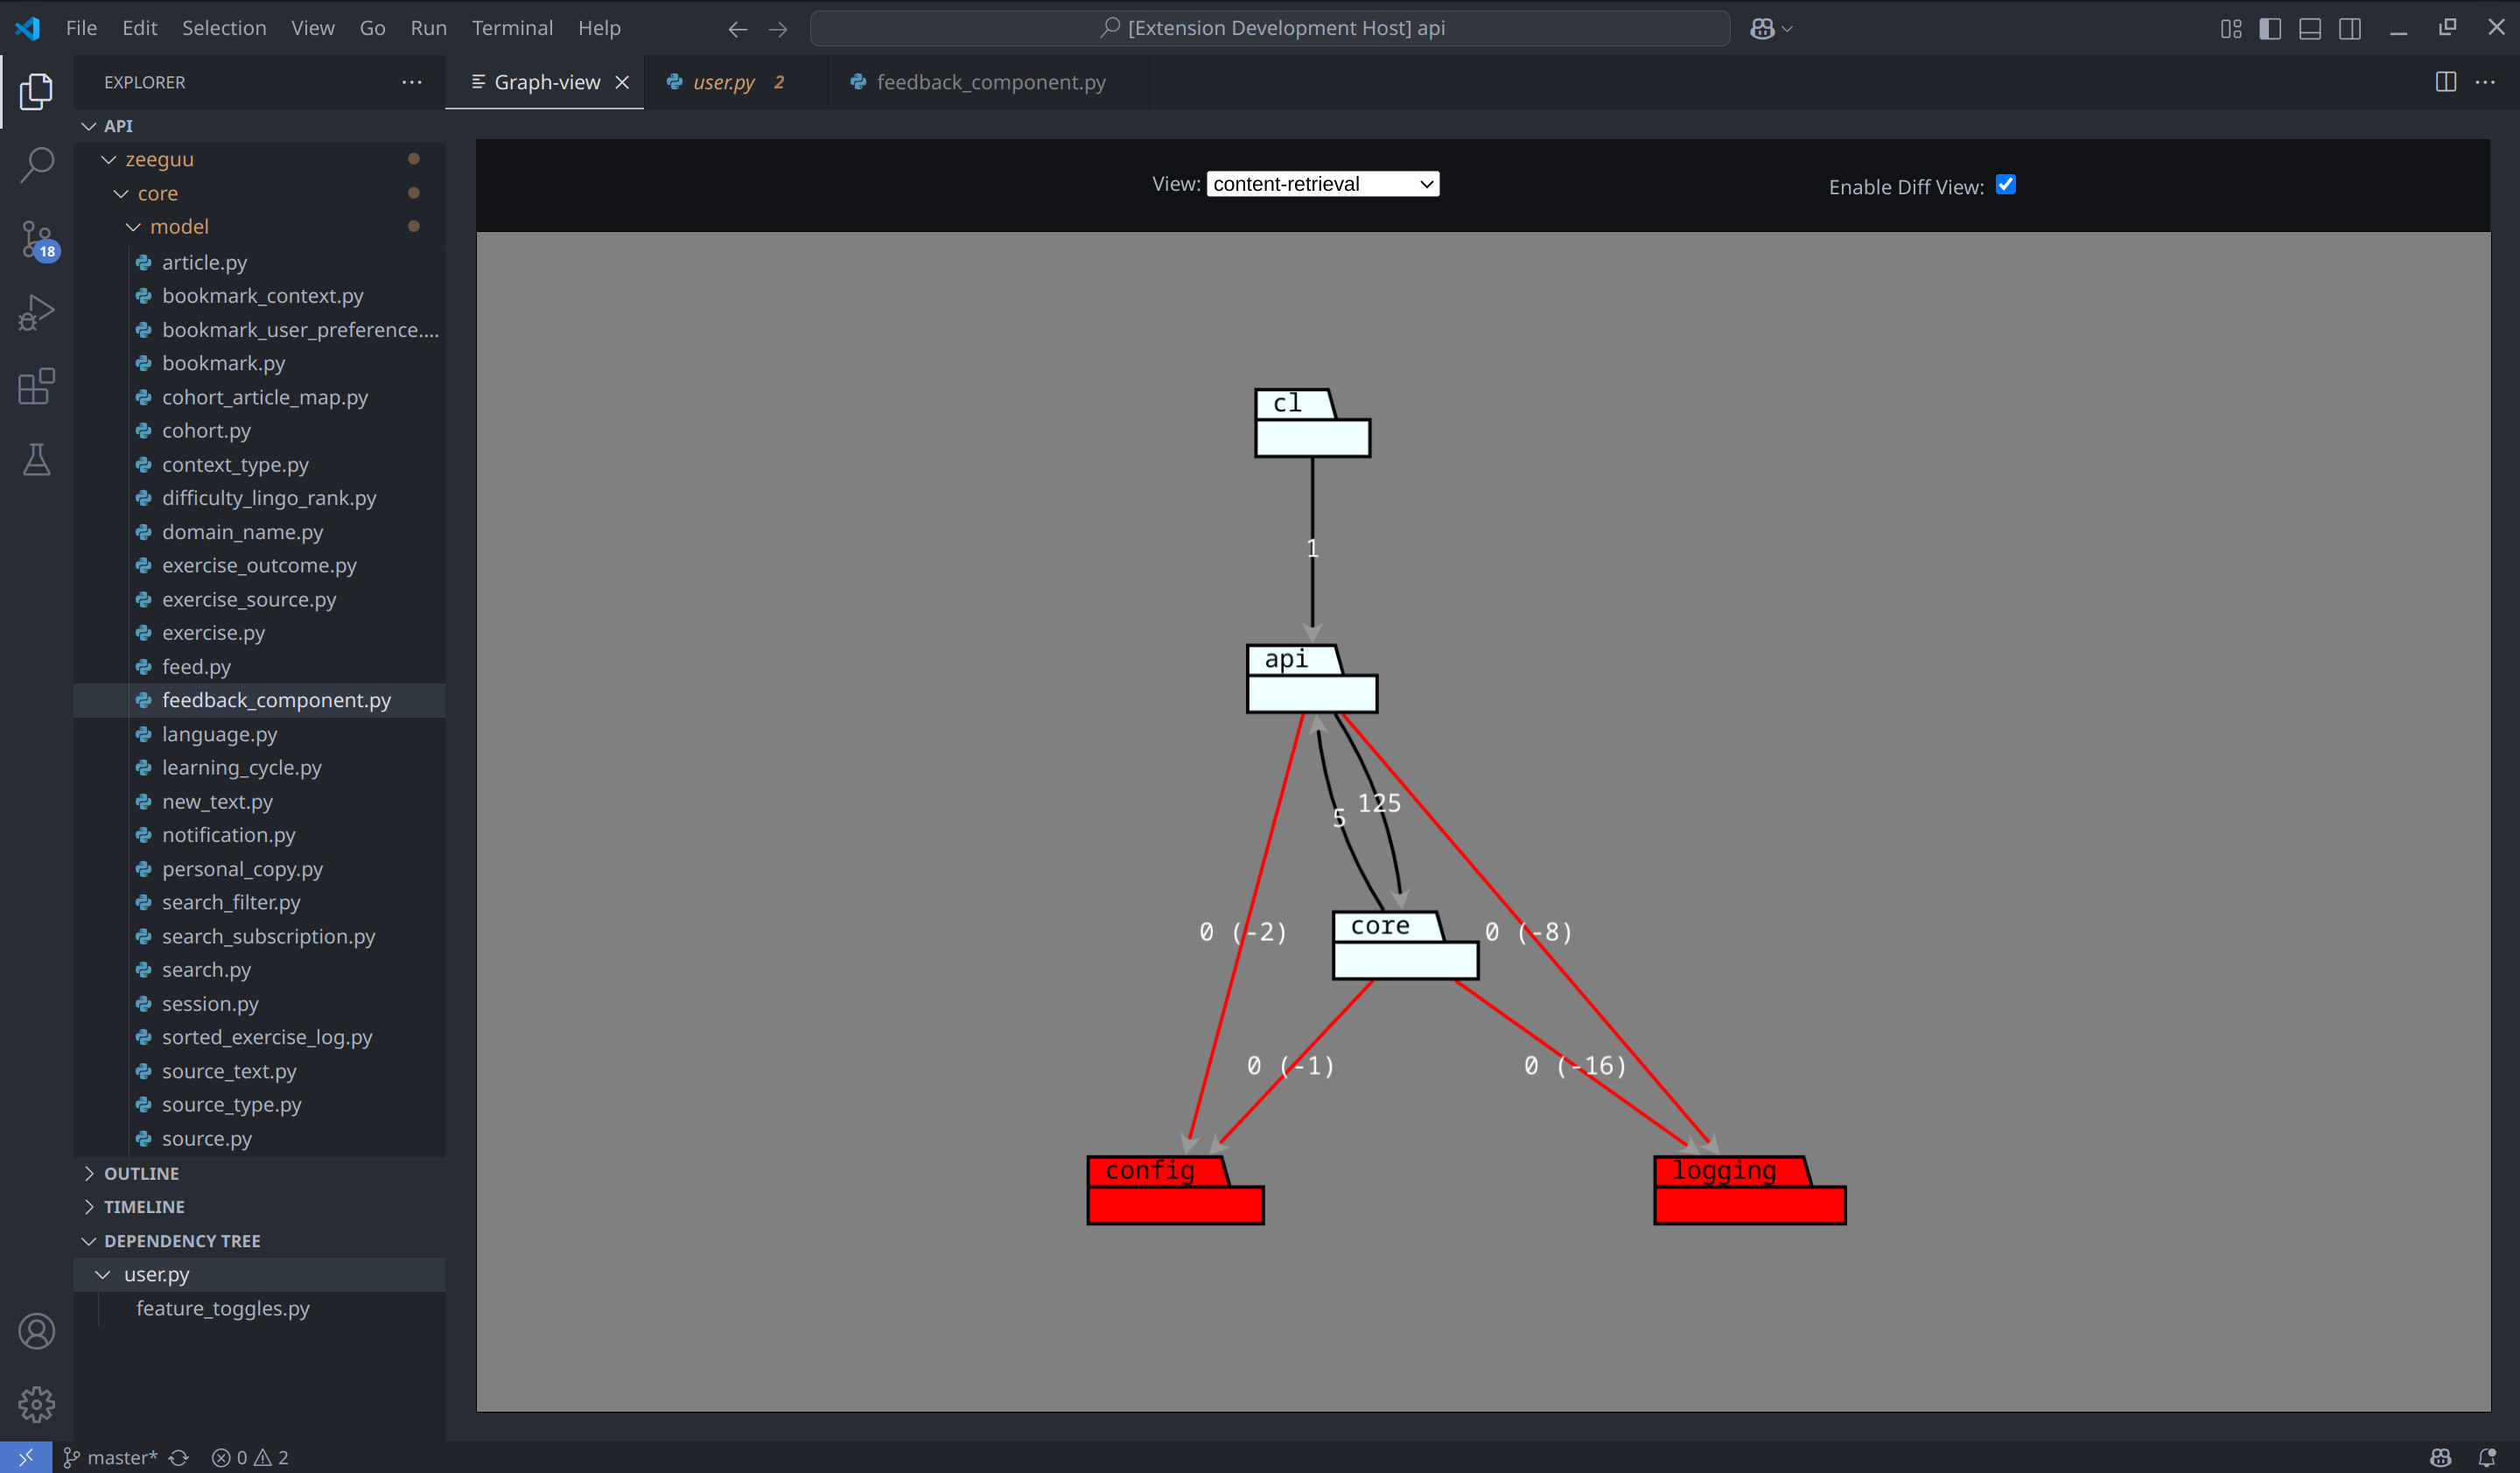 File Edit Selection View Go Run Terminal Help
[Extension Development Host] api
EXPLORER
Graph-view
user.py 2
feedback_component.py
API
zeeguu
core
model
article.py
bookmark_context.py
bookmark_user_preference....
bookmark.py
cohort_article_map.py
cohort.py
context_type.py
difficulty_lingo_rank.py
domain_name.py
exercise_outcome.py
exercise_source.py
exercise.py
feed.py
feedback_component.py
language.py
learning_cycle.py
new_text.py
notification.py
personal_copy.py
search_filter.py
search_subscription.py
search.py
session.py
sorted_exercise_log.py
source_text.py
source_type.py
source.py
OUTLINE
TIMELINE
DEPENDENCY TREE
user.py
feature_toggles.py
18
View: content-retrieval
Enable Diff View:
cl
1
api
125
5
core
0 (-2)
0 (-8)
0 (-1)
0 (-16)
config
logging
master* 0 2